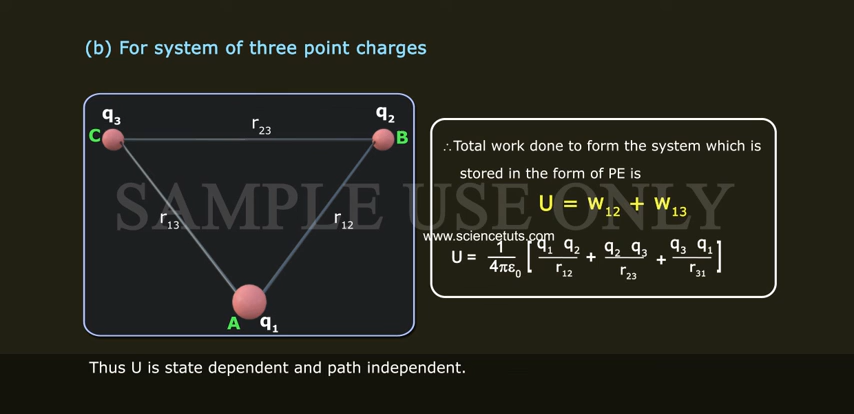 (b) For system of three point charges
q3
q2
C
r23
B
r13
r12
A
q1
∴Total work done to form the system which is
stored in the form of PE is
U = w12 + w13
U = 1/4πε0 [ q1 q2/r12 + q2 q3/r23 + q3 q1/r31 ]
SAMPLE USE ONLY
www.sciencetuts.com
Thus U is state dependent and path independent.